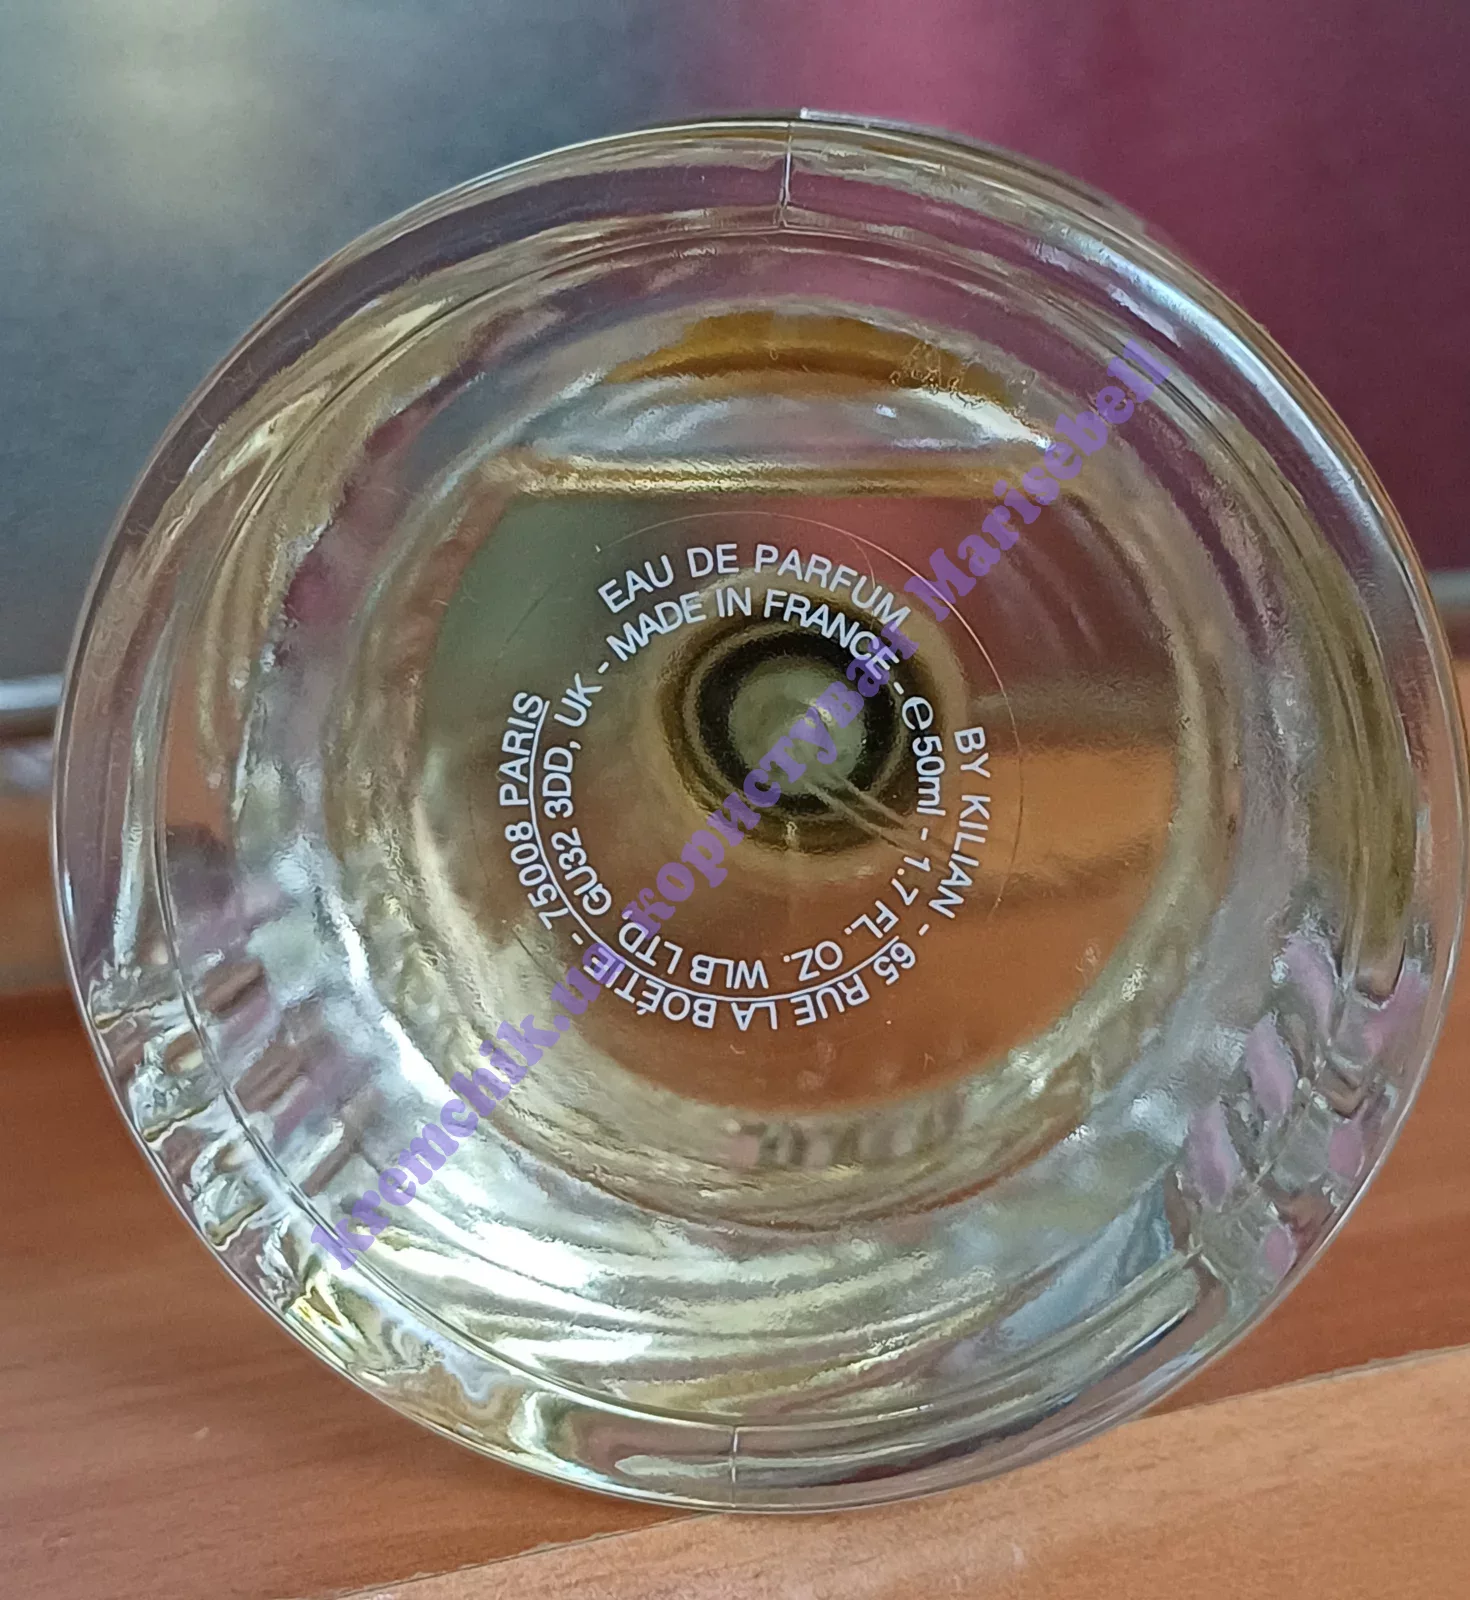 EAU DE PARFUM
BY KILIAN - 65 RUE LA BOÉTIE - 75008 PARIS
MADE IN FRANCE - e50ml - 1.7 FL. OZ. WLB LTD, GU32 3DD, UK -
kremchik.ua користувач Marisebell